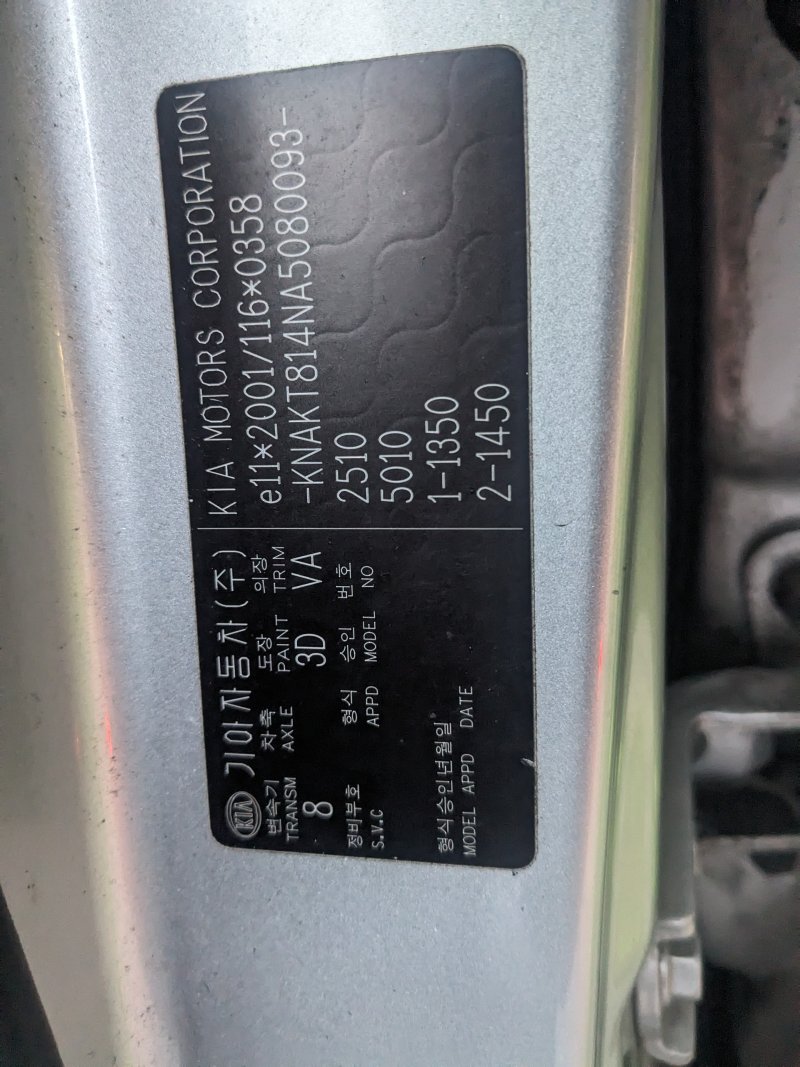 KIA 기아자동차(주) KIA MOTORS CORPORATION
변속기 차축 도장 의장
TRANSM AXLE PAINT TRIM
8 3D VA
정비부호 형식 승인 번호
S.V.C APPD MODEL NO
형식승인년월일
MODEL APPD DATE
e11*2001/116*0358
-KNAKT814NA5080093-
2510
5010
1-1350
2-1450